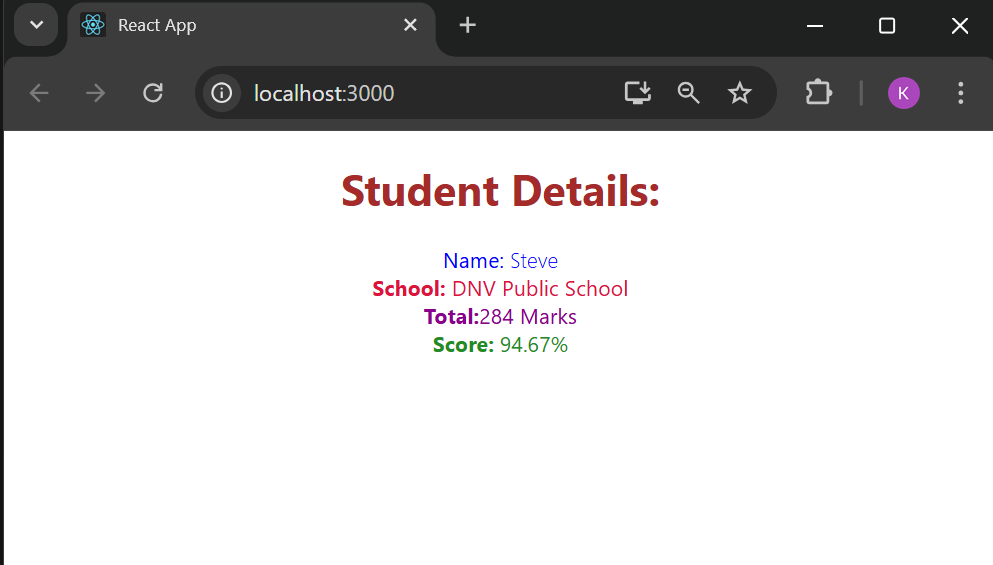 React App
localhost:3000
K
Student Details:
Name: Steve
School: DNV Public School
Total:284 Marks
Score: 94.67%